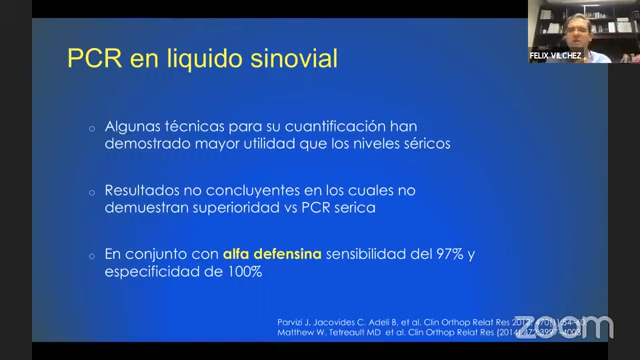 PCR en liquido sinovial
FELIX VILCHEZ
Algunas técnicas para su cuantificación han
demostrado mayor utilidad que los niveles séricos
Resultados no concluyentes en los cuales no
demuestran superioridad vs PCR serica
En conjunto con alfa defensina sensibilidad del 97% y
especificidad de 100%
Parvizi J. Jacovides C. Adeli B. et al. Clin Orthop Relat Res
Matthew W. Tetreault MD et al. Clin Orthop Relat Res
zoom